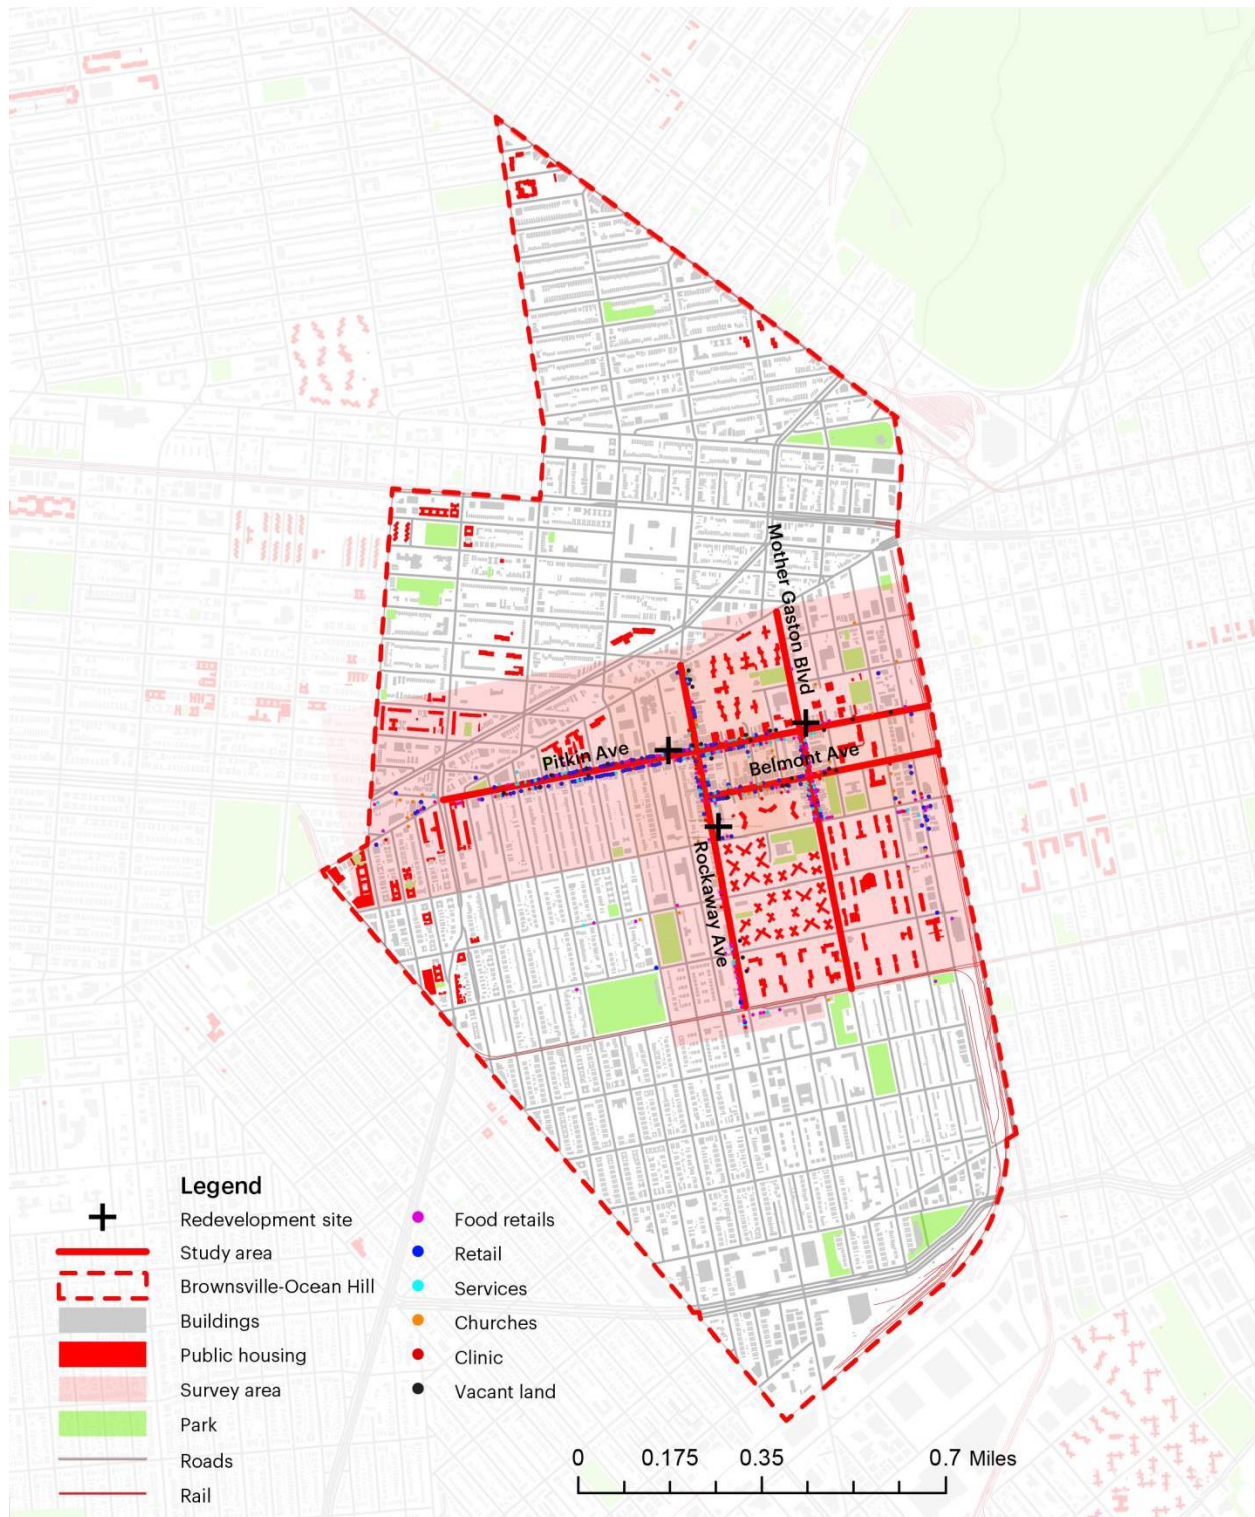 Mother Gaston Blvd
Pitkin Ave
Belmont Ave
Rockaway Ave
Legend
Redevelopment site
Study area
Brownsville-Ocean Hill
Buildings
Public housing
Survey area
Park
Roads
Rail
Food retails
Retail
Services
Churches
Clinic
Vacant land
0 0.175 0.35 0.7 Miles